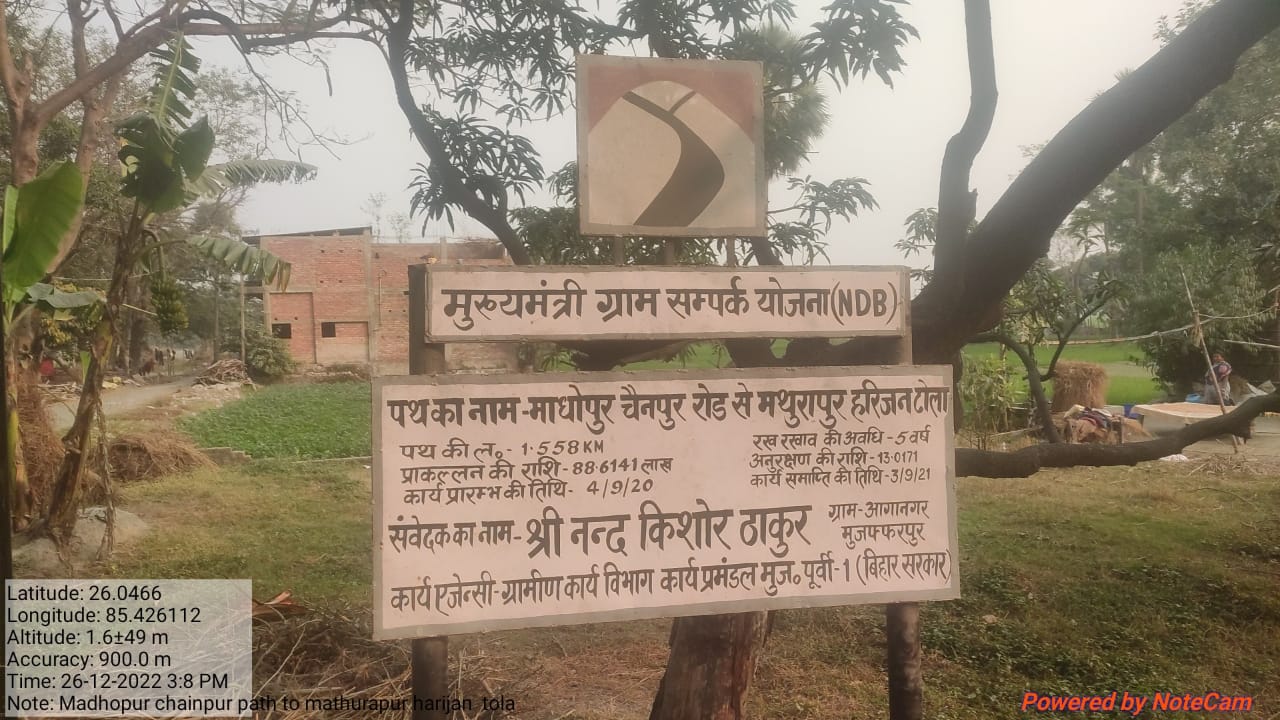 मुख्यमंत्री ग्राम सम्पर्क योजना(NDB)
पथ का नाम-माधोपुर चैनपुर रोड से मथुरापुर हरिजन टोला
पथ की ल०- 1.558 KM
प्राकल्लन की राशि-88.6141 लाख
कार्य प्रारम्भ की तिथि- 4/9/20
रख रखाव की अवधि-5 वर्ष
अनुरक्षण की राशि-13.0171
कार्य समाप्ति की तिथि-3/9/21
संवेदक का नाम-श्री नन्द किशोर ठाकुर
ग्राम-आगानगर
मुजफ्फरपुर
कार्य एजेन्सी-ग्रामीण कार्य विभाग कार्य प्रमंडल मुज० पूर्वी-1 (बिहार सरकार)
Latitude: 26.0466
Longitude: 85.426112
Altitude: 1.6±49 m
Accuracy: 900.0 m
Time: 26-12-2022 3:8 PM
Note: Madhopur chainpur path to mathurapur harijan tola
Powered by NoteCam